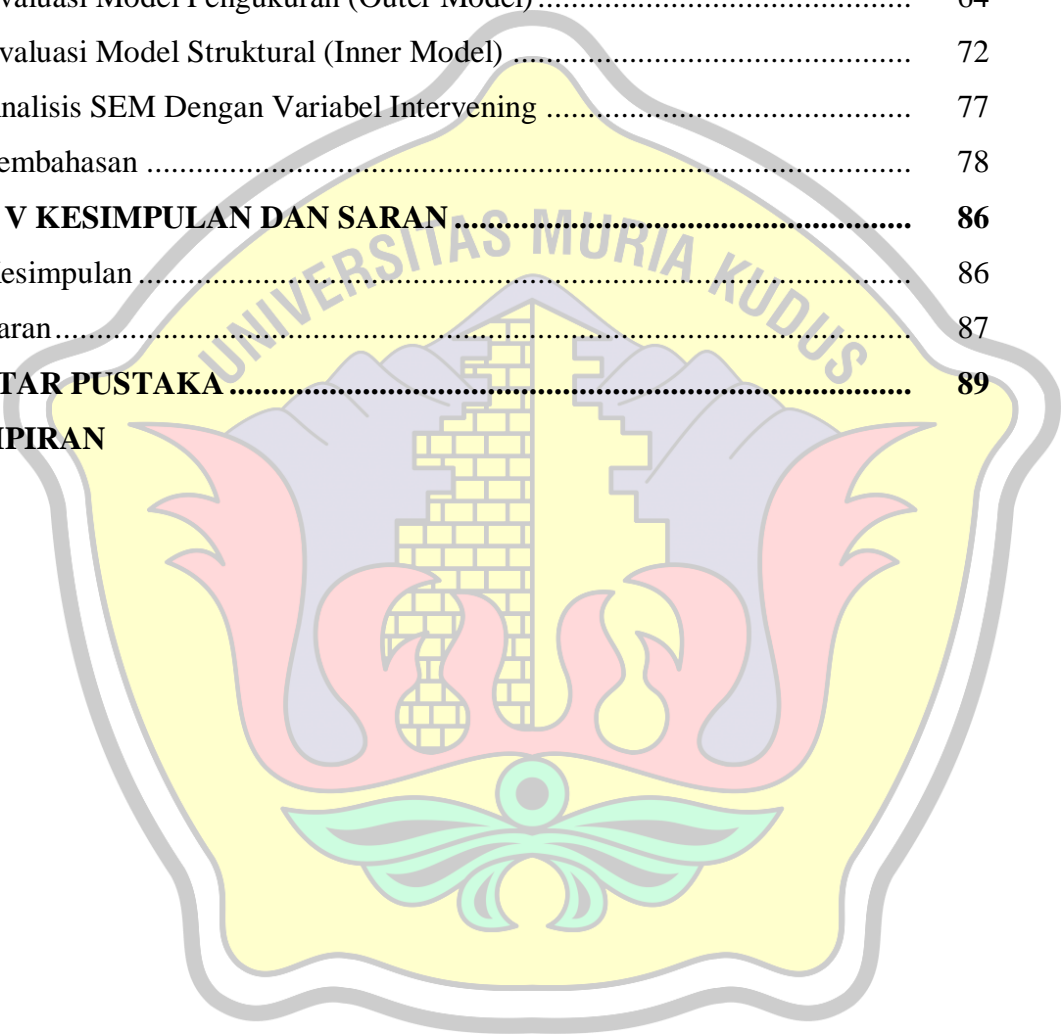 valuasi Model Pengukuran (Outer Model) ........................................................ 64
valuasi Model Struktural (Inner Model) ........................................................... 72
nalisis SEM Dengan Variabel Intervening ...................................................... 77
embahasan ...................................................................................................... 78
V KESIMPULAN DAN SARAN ................................................................. 86
UNIVERSITAS MURIA KUDUS
esimpulan ....................................................................................................... 86
aran ................................................................................................................. 87
TAR PUSTAKA ............................................................................................. 89
IPIRAN